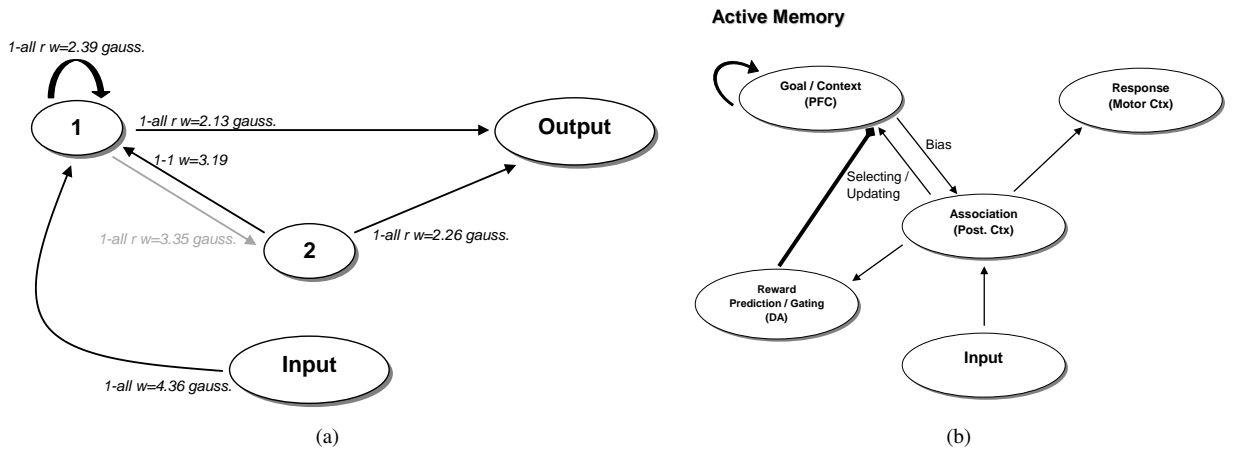 1-all r w=2.39 gauss.
1
1-all r w=2.13 gauss.
Output
1-1 w=3.19
1-all r w=3.35 gauss.
2
1-all r w=2.26 gauss.
Input
1-all w=4.36 gauss.
(a)
Active Memory
Goal / Context
(PFC)
Response
(Motor Ctx)
Bias
Selecting /
Updating
Association
(Post. Ctx)
Reward
Prediction / Gating
(DA)
Input
(b)